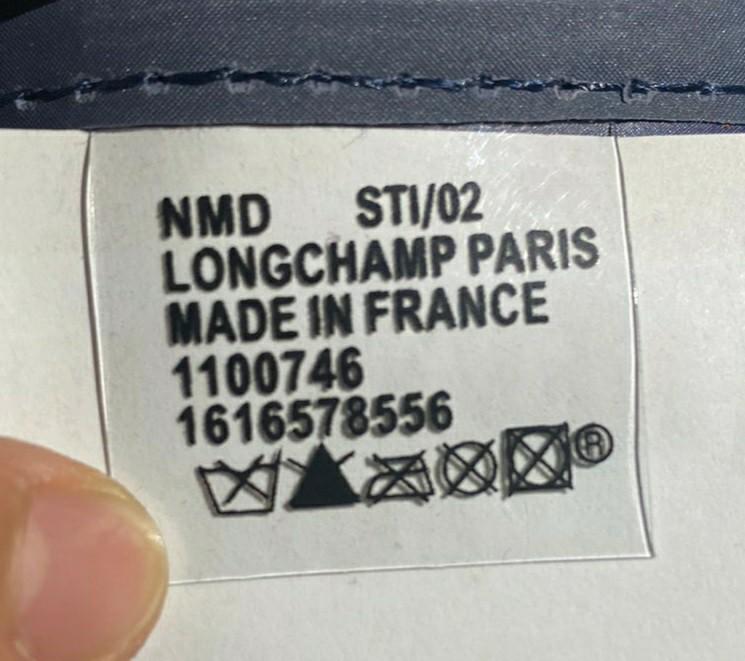 NMD STI/02
LONGCHAMP PARIS
MADE IN FRANCE
1100746
1616578556
®